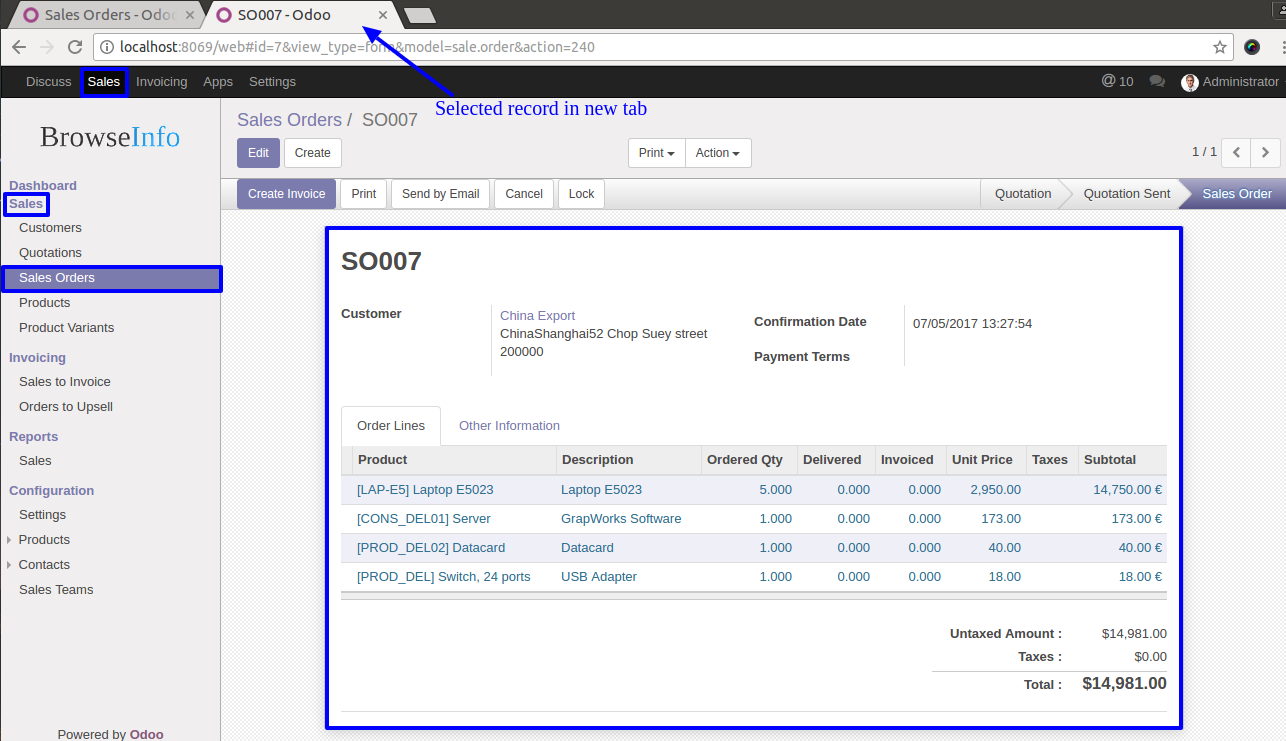 Sales Orders - Odoo
SO007 - Odoo
localhost:8069/web#id=7&view_type=form&model=sale.order&action=240
Discuss Sales Invoicing Apps Settings
@ 10 Administrator
Selected record in new tab
BrowseInfo
Sales Orders / SO007
Edit Create
Print Action
1 / 1
Create Invoice Print Send by Email Cancel Lock
Quotation Quotation Sent Sales Order
Dashboard
Sales
Customers
Quotations
Sales Orders
Products
Product Variants
Invoicing
Sales to Invoice
Orders to Upsell
Reports
Sales
Configuration
Settings
Products
Contacts
Sales Teams
Powered by Odoo
SO007
Customer
China Export
ChinaShanghai52 Chop Suey street
200000
Confirmation Date 07/05/2017 13:27:54
Payment Terms
Order Lines Other Information
Product Description Ordered Qty Delivered Invoiced Unit Price Taxes Subtotal
[LAP-E5] Laptop E5023 Laptop E5023 5.000 0.000 0.000 2,950.00 14,750.00 €
[CONS_DEL01] Server GrapWorks Software 1.000 0.000 0.000 173.00 173.00 €
[PROD_DEL02] Datacard Datacard 1.000 0.000 0.000 40.00 40.00 €
[PROD_DEL] Switch, 24 ports USB Adapter 1.000 0.000 0.000 18.00 18.00 €
Untaxed Amount : $14,981.00
Taxes : $0.00
Total : $14,981.00